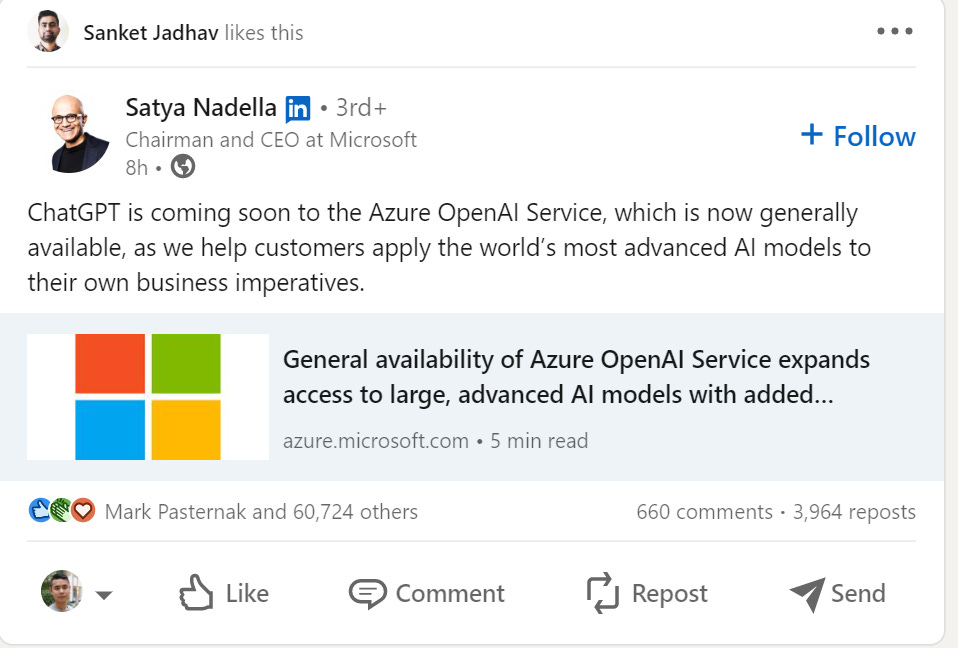 Sanket Jadhav likes this
Satya Nadella in • 3rd+
Chairman and CEO at Microsoft
8h •
+ Follow
ChatGPT is coming soon to the Azure OpenAI Service, which is now generally
available, as we help customers apply the world’s most advanced AI models to
their own business imperatives.
General availability of Azure OpenAI Service expands
access to large, advanced AI models with added...
azure.microsoft.com • 5 min read
Mark Pasternak and 60,724 others 660 comments • 3,964 reposts
Like Comment Repost Send